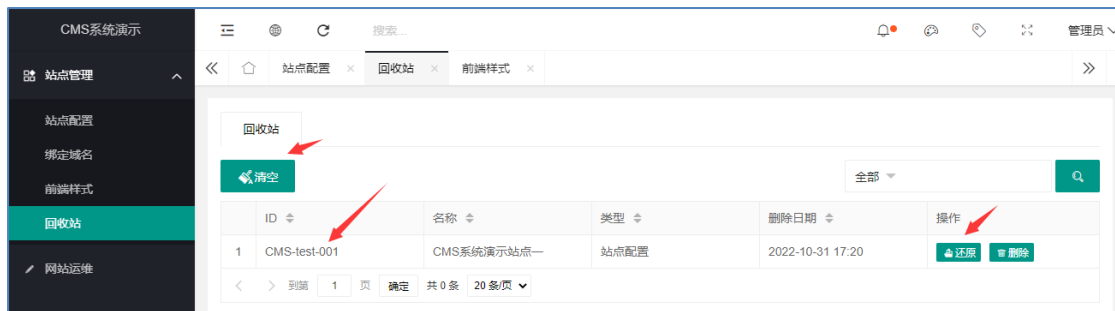 CMS系统演示 搜索... 管理员
站点管理 站点配置 × 回收站 × 前端样式 ×
站点配置
回收站
绑定域名
清空 全部
前端样式
回收站
ID 名称 类型 删除日期 操作
1 CMS-test-001 CMS系统演示站点一 站点配置 2022-10-31 17:20 还原 删除
网站运维
到第 1 页 确定 共 0 条 20 条/页